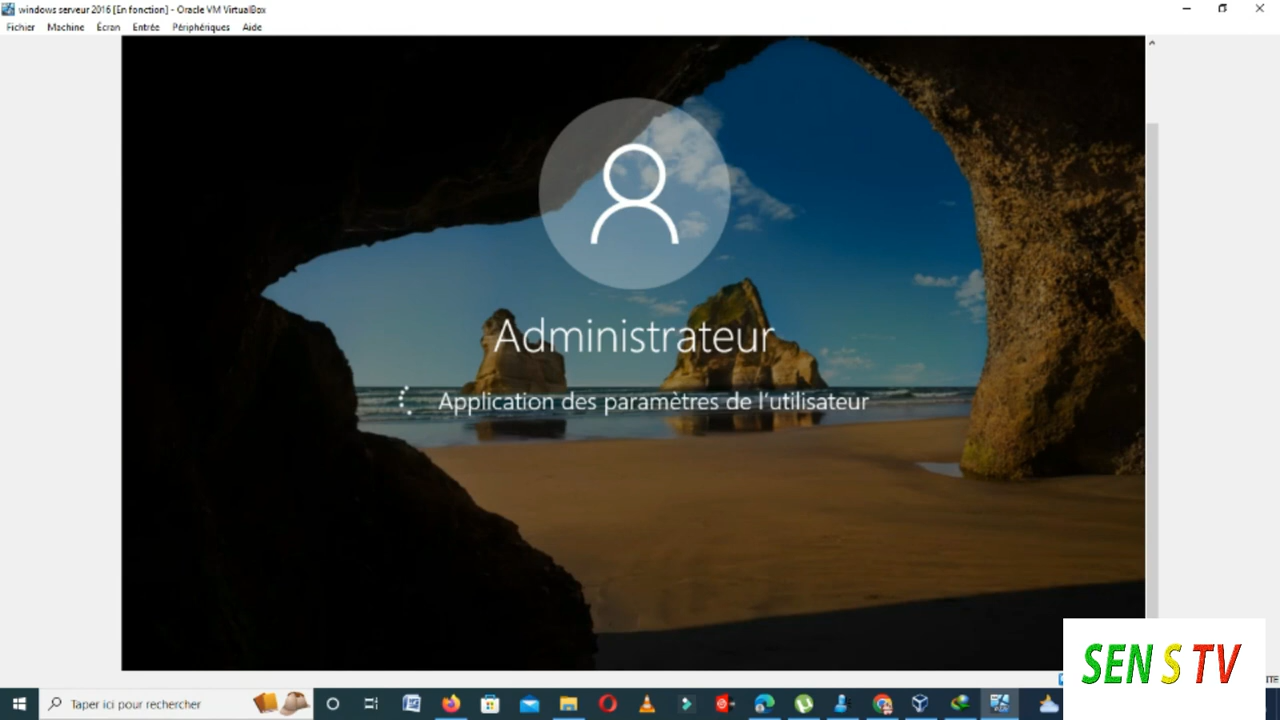 windows serveur 2016 [En fonction] - Oracle VM VirtualBox
Fichier Machine Écran Entrée Périphériques Aide
Administrateur
Application des paramètres de l'utilisateur
SEN S TV
Taper ici pour rechercher